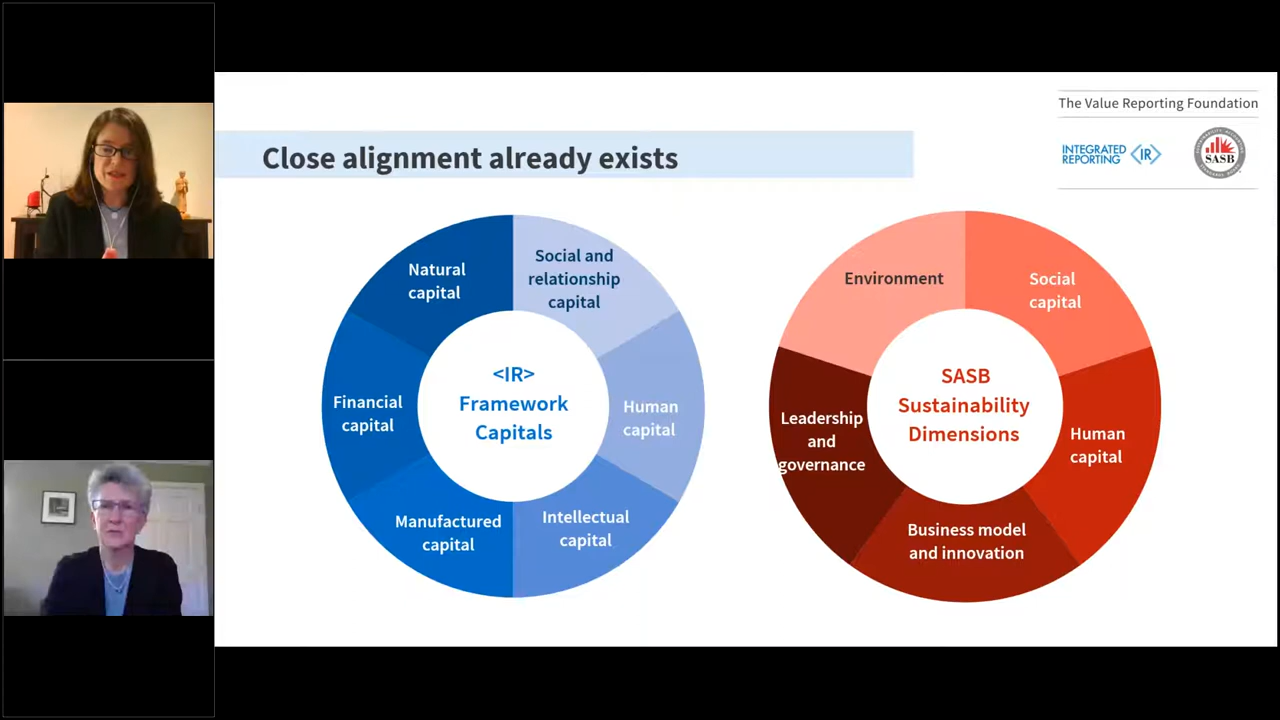 The Value Reporting Foundation
INTEGRATED
REPORTING
<IR>
SASB
Close alignment already exists
Natural
capital
Social and
relationship
capital
Financial
capital
<IR>
Framework
Capitals
Human
capital
Manufactured
capital
Intellectual
capital
Environment
Social
capital
Leadership
and
governance
SASB
Sustainability
Dimensions
Human
capital
Business model
and innovation